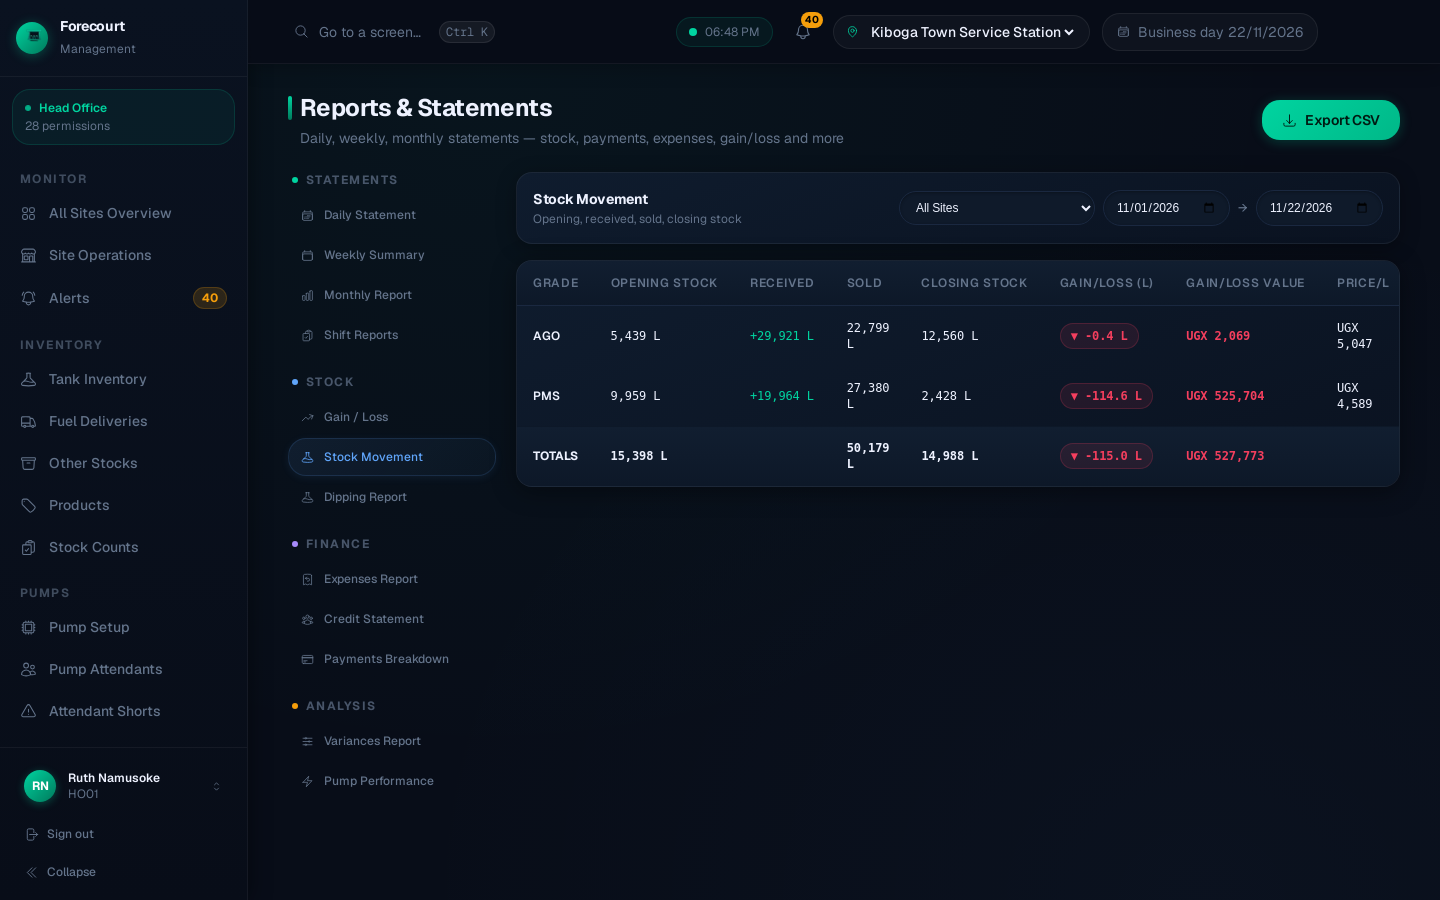 Forecourt
Management
Go to a screen...
Ctrl K
06:48 PM
40
Kiboga Town Service Station
Business day 22/11/2026
Head Office
28 permissions
MONITOR
All Sites Overview
Site Operations
Alerts
40
INVENTORY
Tank Inventory
Fuel Deliveries
Other Stocks
Products
Stock Counts
PUMPS
Pump Setup
Pump Attendants
Attendant Shorts
RN
Ruth Namusoke
HO01
Sign out
Collapse
Reports & Statements
Daily, weekly, monthly statements — stock, payments, expenses, gain/loss and more
Export CSV
STATEMENTS
Daily Statement
Weekly Summary
Monthly Report
Shift Reports
STOCK
Gain / Loss
Stock Movement
Dipping Report
FINANCE
Expenses Report
Credit Statement
Payments Breakdown
ANALYSIS
Variances Report
Pump Performance
Stock Movement
Opening, received, sold, closing stock
All Sites
11/01/2026
→
11/22/2026
GRADE OPENING STOCK RECEIVED SOLD CLOSING STOCK GAIN/LOSS (L) GAIN/LOSS VALUE PRICE/L
AGO 5,439 L +29,921 L 22,799 L 12,560 L ▼ -0.4 L UGX 2,069 UGX 5,047
PMS 9,959 L +19,964 L 27,380 L 2,428 L ▼ -114.6 L UGX 525,704 UGX 4,589
TOTALS 15,398 L 50,179 L 14,988 L ▼ -115.0 L UGX 527,773